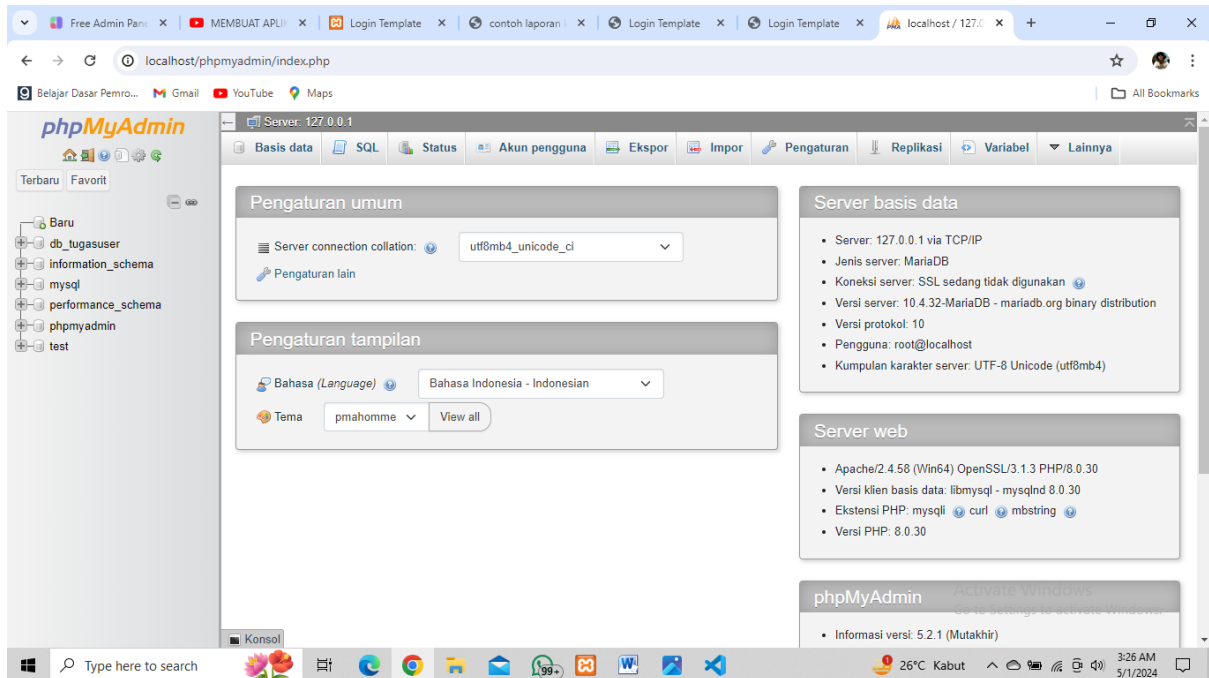 Free Admin Pane
MEMBUAT APLI
Login Template
contoh laporan
Login Template
Login Template
localhost / 127.0
localhost/phpmyadmin/index.php
Belajar Dasar Pemro...
Gmail
YouTube
Maps
All Bookmarks
phpMyAdmin
Terbaru
Favorit
Baru
db_tugasuser
information_schema
mysql
performance_schema
phpmyadmin
test
Server: 127.0.0.1
Basis data
SQL
Status
Akun pengguna
Ekspor
Impor
Pengaturan
Replikasi
Variabel
Lainnya
Pengaturan umum
Server connection collation:
utf8mb4_unicode_ci
Pengaturan lain
Pengaturan tampilan
Bahasa (Language)
Bahasa Indonesia - Indonesian
Tema
pmahomme
View all
Server basis data
• Server: 127.0.0.1 via TCP/IP
• Jenis server: MariaDB
• Koneksi server: SSL sedang tidak digunakan
• Versi server: 10.4.32-MariaDB - mariadb.org binary distribution
• Versi protokol: 10
• Pengguna: root@localhost
• Kumpulan karakter server: UTF-8 Unicode (utf8mb4)
Server web
• Apache/2.4.58 (Win64) OpenSSL/3.1.3 PHP/8.0.30
• Versi klien basis data: libmysql - mysqlnd 8.0.30
• Ekstensi PHP: mysqli curl mbstring
• Versi PHP: 8.0.30
phpMyAdmin
Activate Windows
Go to Settings to activate Windows.
• Informasi versi: 5.2.1 (Mutakhir)
Konsol
Type here to search
99+
26°C Kabut
3:26 AM
5/1/2024